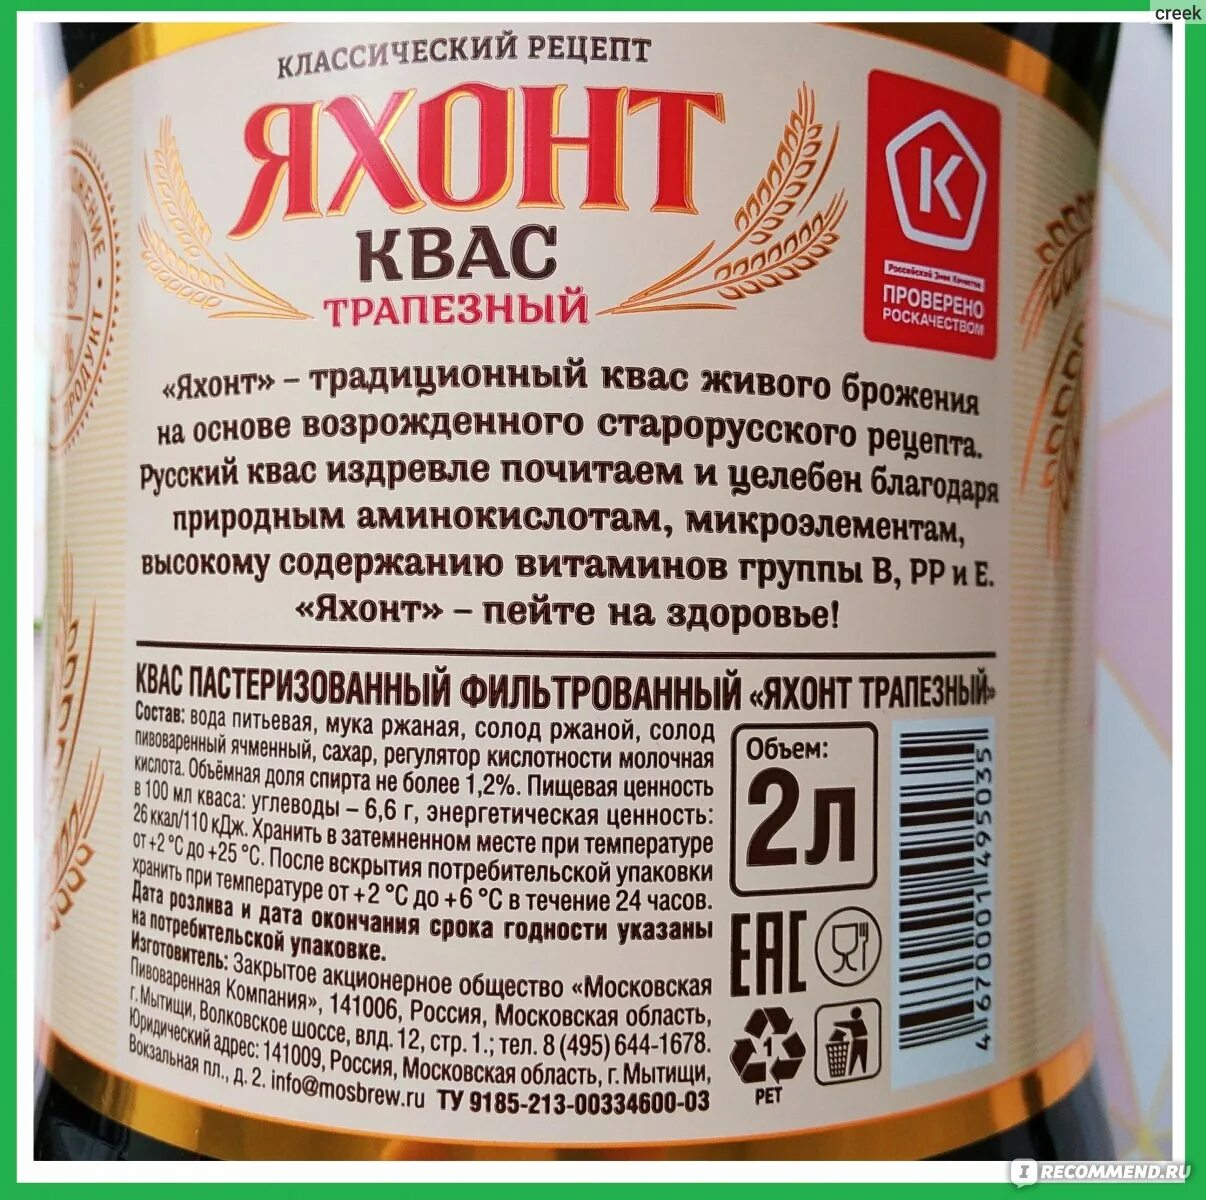 creek
КЛАССИЧЕСКИЙ РЕЦЕПТ
ЯХОНТ
КВАС
ТРАПЕЗНЫЙ
К
Российский Знак Качества
ПРОВЕРЕНО
РОСКАЧЕСТВОМ
ПРОДУКТ
«Яхонт» – традиционный квас живого брожения
на основе возрожденного старорусского рецепта.
Русский квас издревле почитаем и целебен благодаря
природным аминокислотам, микроэлементам,
высокому содержанию витаминов группы В, РР и Е.
«Яхонт» – пейте на здоровье!
КВАС ПАСТЕРИЗОВАННЫЙ ФИЛЬТРОВАННЫЙ «ЯХОНТ ТРАПЕЗНЫЙ»
Состав: вода питьевая, мука ржаная, солод ржаной, солод
пивоваренный ячменный, сахар, регулятор кислотности молочная
кислота. Объёмная доля спирта не более 1,2%. Пищевая ценность
в 100 мл кваса: углеводы – 6,6 г, энергетическая ценность:
26 ккал/110 кДж. Хранить в затемненном месте при температуре
от +2 °С до +25 °С. После вскрытия потребительской упаковки
хранить при температуре от +2 °С до +6 °С в течение 24 часов.
Дата розлива и дата окончания срока годности указаны
на потребительской упаковке.
Изготовитель: Закрытое акционерное общество «Московская
Пивоваренная Компания», 141006, Россия, Московская область,
г. Мытищи, Волковское шоссе, влд. 12, стр. 1.; тел. 8 (495) 644-1678.
Юридический адрес: 141009, Россия, Московская область, г. Мытищи,
Вокзальная пл., д. 2. info@mosbrew.ru ТУ 9185-213-00334600-03
Объем:
2л
EAC
1
PET
4 670001 495035
IRECOMMEND.RU